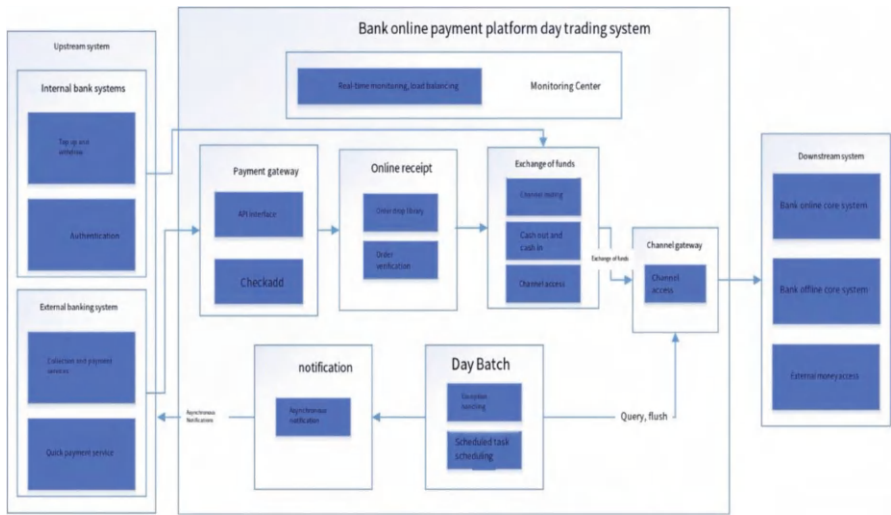 Bank online payment platform day trading system
Upstream system
Internal bank systems
Tap up and
withdraw
Authentication
External banking system
Collection and payment
services
Quick payment service
Real-time monitoring, load balancing
Monitoring Center
Payment gateway
API interface
Checkadd
Online receipt
Order drop library
Order
verification
Exchange of funds
Channel routing
Cash out and
cash in
Channel access
Exchange of funds
Channel gateway
Channel
access
Downstream system
Bank online core system
Bank offline core system
External money access
notification
Asynchronous
notification
Asynchronous
Notifications
Day Batch
Exception
handling
Scheduled task
scheduling
Query, flush